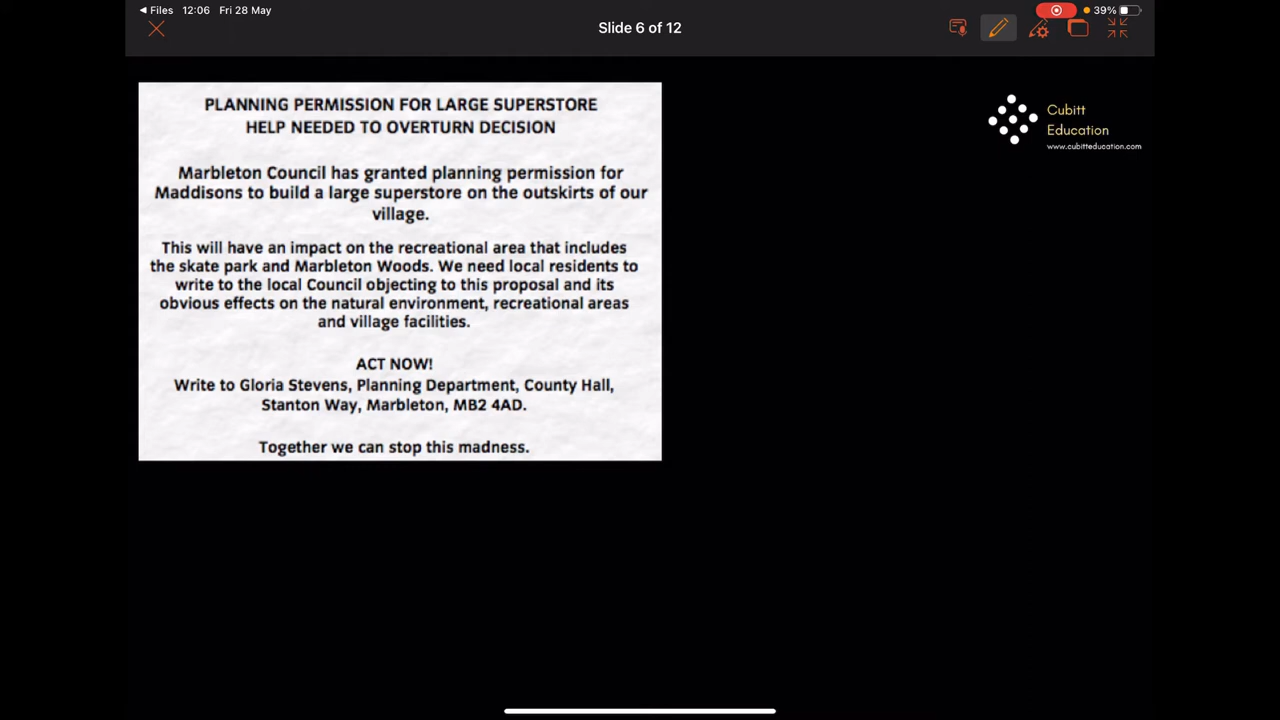 Files 12:06 Fri 28 May
39%
Slide 6 of 12
PLANNING PERMISSION FOR LARGE SUPERSTORE
HELP NEEDED TO OVERTURN DECISION
Marbleton Council has granted planning permission for
Maddisons to build a large superstore on the outskirts of our
village.
This will have an impact on the recreational area that includes
the skate park and Marbleton Woods. We need local residents to
write to the local Council objecting to this proposal and its
obvious effects on the natural environment, recreational areas
and village facilities.
ACT NOW!
Write to Gloria Stevens, Planning Department, County Hall,
Stanton Way, Marbleton, MB2 4AD.
Together we can stop this madness.
Cubitt
Education
www.cubitteducation.com